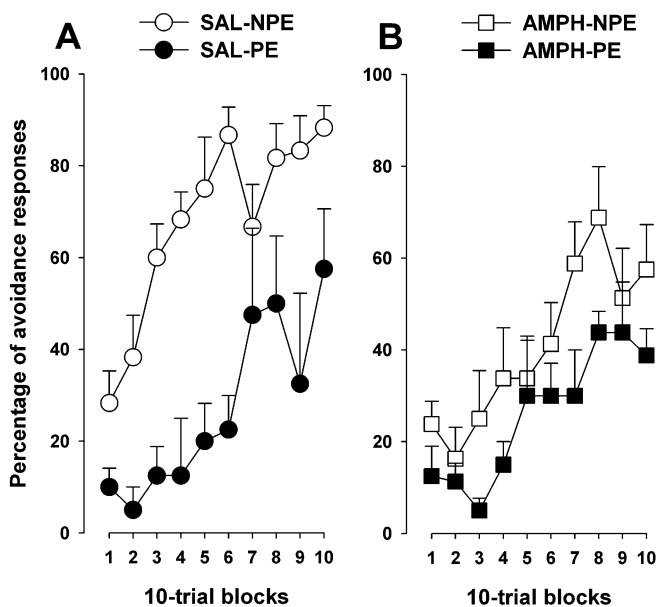 A
SAL-NPE
SAL-PE
B
AMPH-NPE
AMPH-PE
Percentage of avoidance responses
100
80
60
40
20
0
1 2 3 4 5 6 7 8 9 10
10-trial blocks
100
80
60
40
20
0
1 2 3 4 5 6 7 8 9 10
10-trial blocks